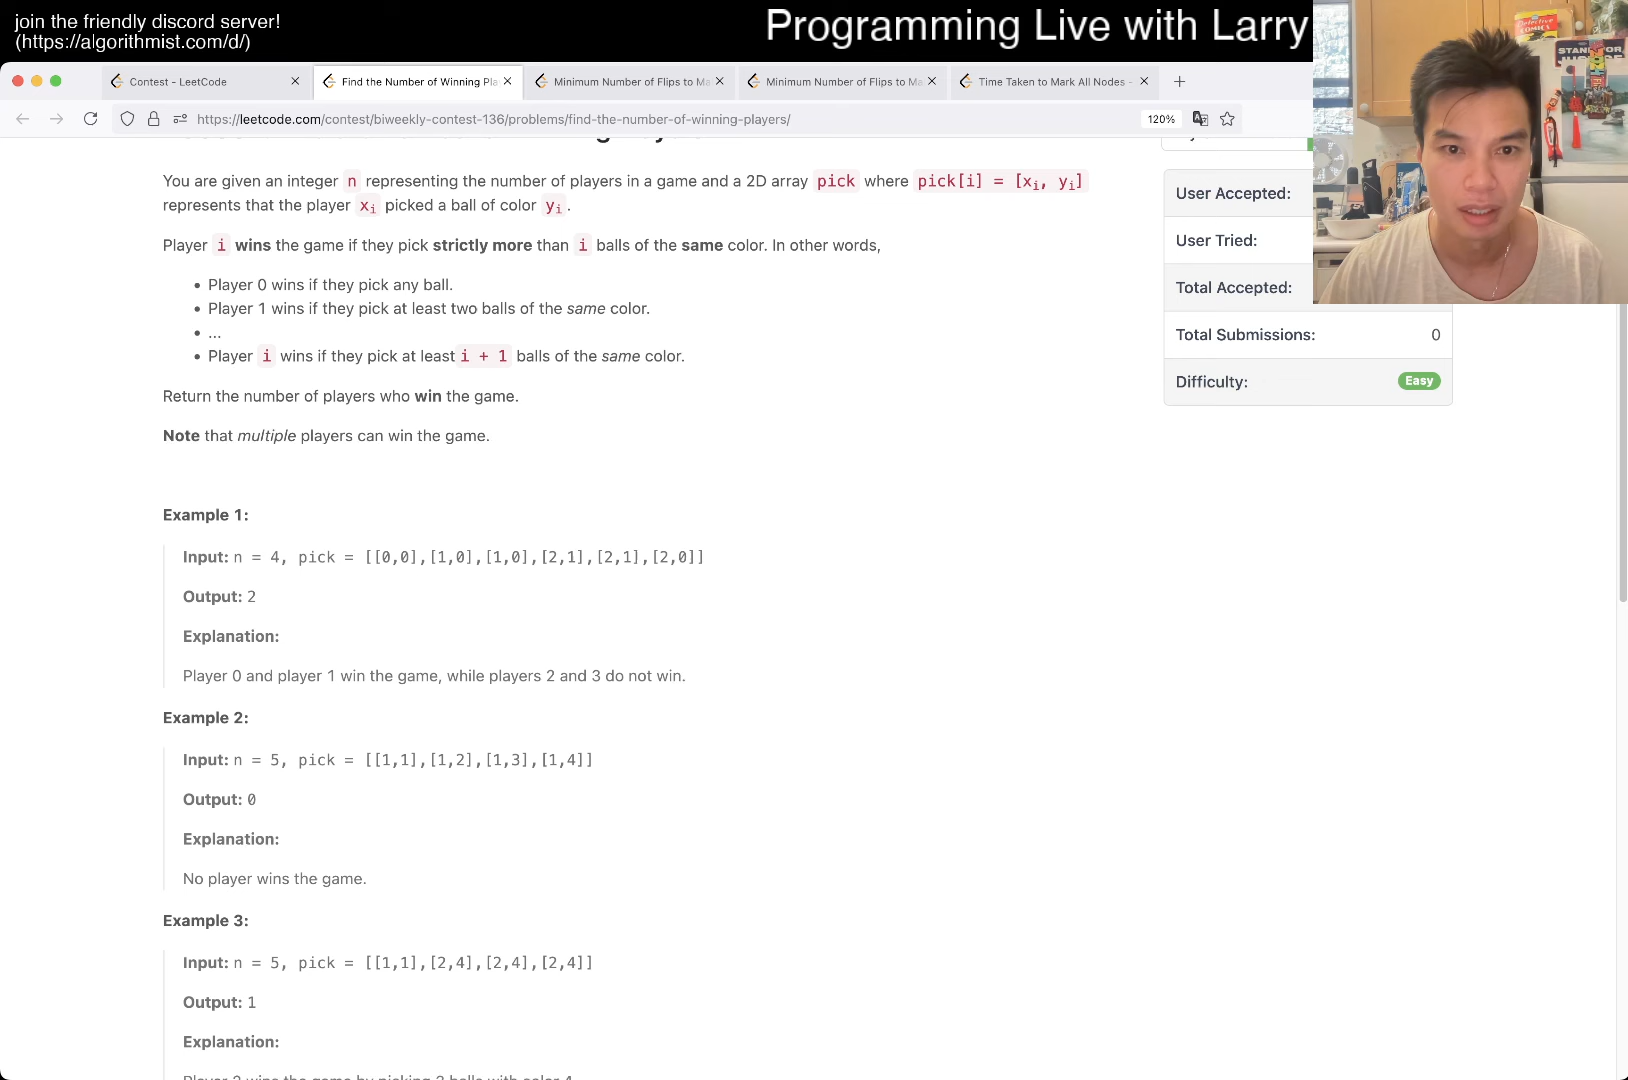 join the friendly discord server!
(https://algorithmist.com/d/)
Programming Live with Larry
Contest - LeetCode
Find the Number of Winning Pla
Minimum Number of Flips to Ma
Minimum Number of Flips to Ma
Time Taken to Mark All Nodes -
https://leetcode.com/contest/biweekly-contest-136/problems/find-the-number-of-winning-players/
120%
You are given an integer n representing the number of players in a game and a 2D array pick where pick[i] = [xi, yi]
represents that the player xi picked a ball of color yi.
Player i wins the game if they pick strictly more than i balls of the same color. In other words,
• Player 0 wins if they pick any ball.
• Player 1 wins if they pick at least two balls of the same color.
• ...
• Player i wins if they pick at least i + 1 balls of the same color.
Return the number of players who win the game.
Note that multiple players can win the game.
Example 1:
Input: n = 4, pick = [[0,0],[1,0],[1,0],[2,1],[2,1],[2,0]]
Output: 2
Explanation:
Player 0 and player 1 win the game, while players 2 and 3 do not win.
Example 2:
Input: n = 5, pick = [[1,1],[1,2],[1,3],[1,4]]
Output: 0
Explanation:
No player wins the game.
Example 3:
Input: n = 5, pick = [[1,1],[2,4],[2,4],[2,4]]
Output: 1
Explanation:
Player 2 wins the game by picking 3 balls with color 4.
User Accepted:
User Tried:
Total Accepted:
Total Submissions: 0
Difficulty: Easy